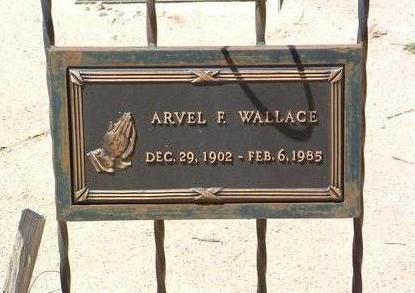 ARVEL F. WALLACE
DEC. 29, 1902 - FEB. 6, 1985